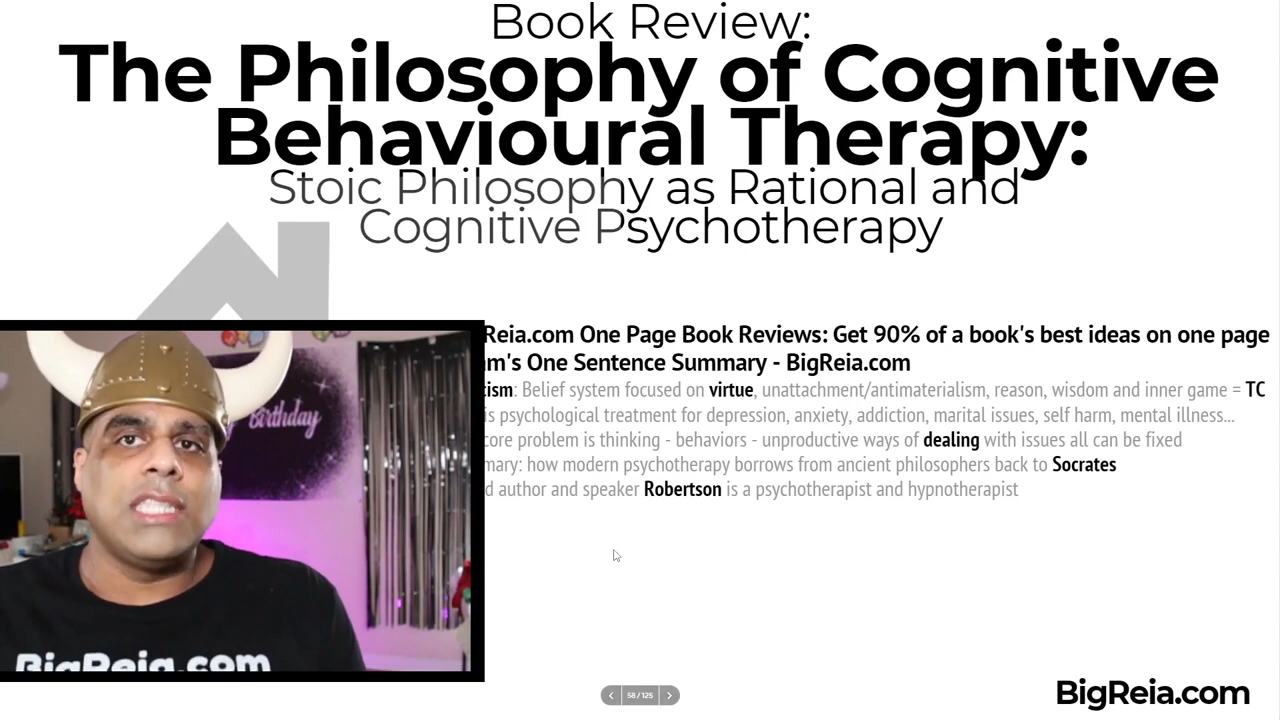 Book Review:
The Philosophy of Cognitive
Behavioural Therapy:
Stoic Philosophy as Rational and
Cognitive Psychotherapy
Reia.com One Page Book Reviews: Get 90% of a book's best ideas on one page
m's One Sentence Summary - BigReia.com
cism: Belief system focused on virtue, unattachment/antimaterialism, reason, wisdom and inner game = TC
is psychological treatment for depression, anxiety, addiction, marital issues, self harm, mental illness...
core problem is thinking - behaviors - unproductive ways of dealing with issues all can be fixed
mary: how modern psychotherapy borrows from ancient philosophers back to Socrates
d author and speaker Robertson is a psychotherapist and hypnotherapist
Birthday
BigReia.com
58 / 125
BigReia.com